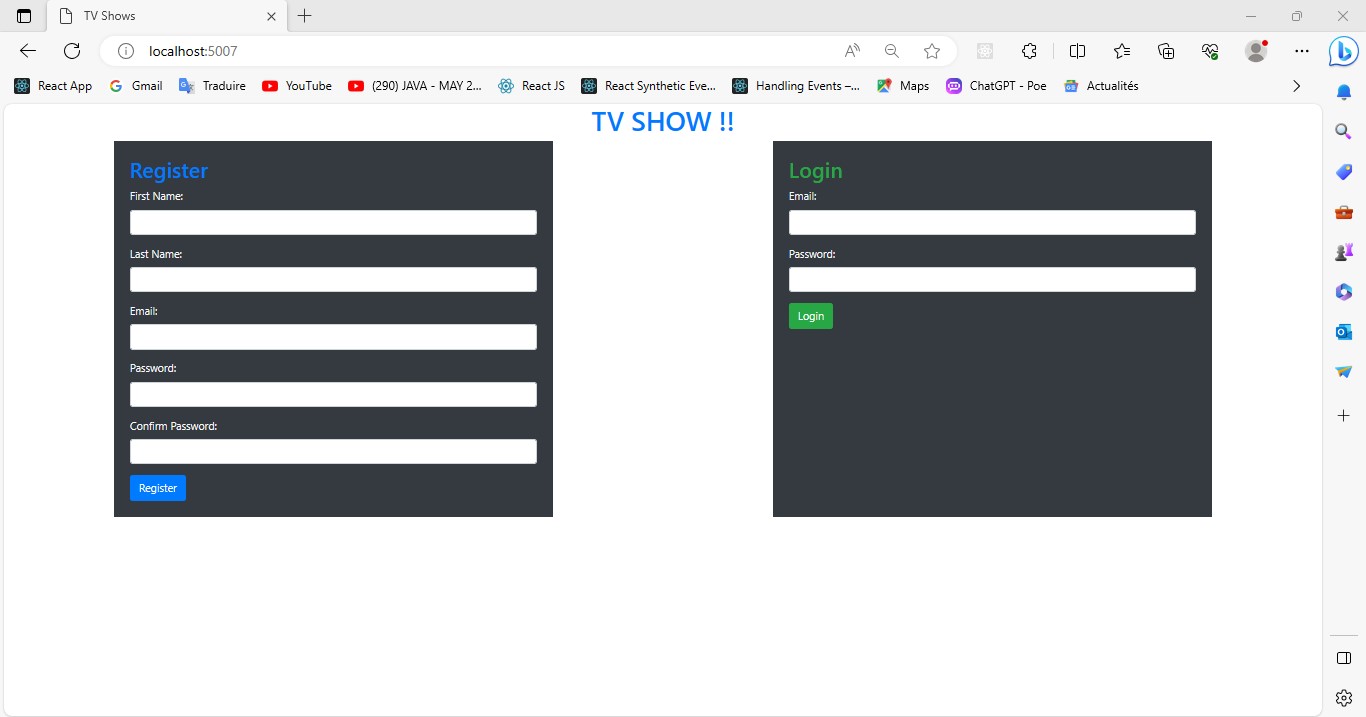 TV Shows
localhost:5007
React App
Gmail
Traduire
YouTube
(290) JAVA - MAY 2...
React JS
React Synthetic Eve...
Handling Events –...
Maps
ChatGPT - Poe
Actualités
TV SHOW !!
Register
First Name:
Last Name:
Email:
Password:
Confirm Password:
Register
Login
Email:
Password:
Login